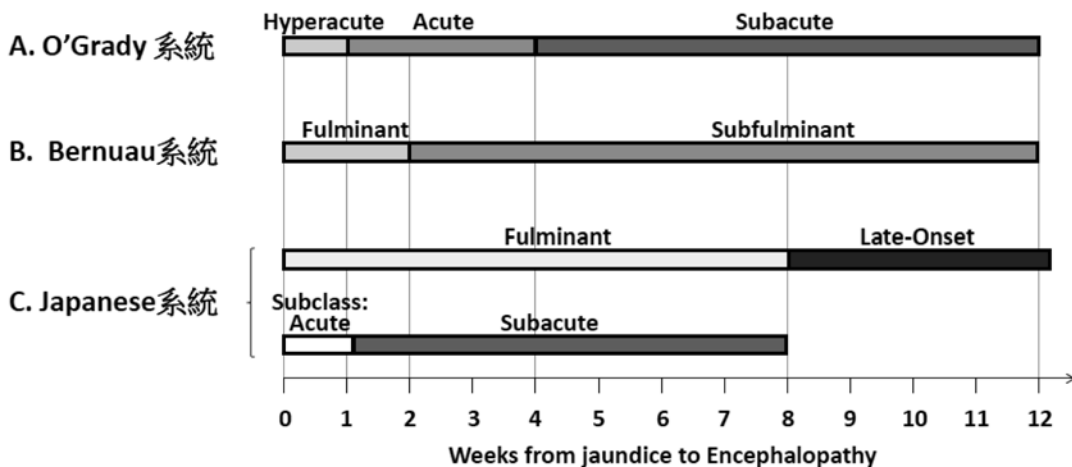 Hyperacute Acute Subacute
A. O’Grady 系統
Fulminant Subfulminant
B. Bernuau系統
Fulminant Late-Onset
C. Japanese系統
Subclass:
Acute Subacute
0 1 2 3 4 5 6 7 8 9 10 11 12
Weeks from jaundice to Encephalopathy